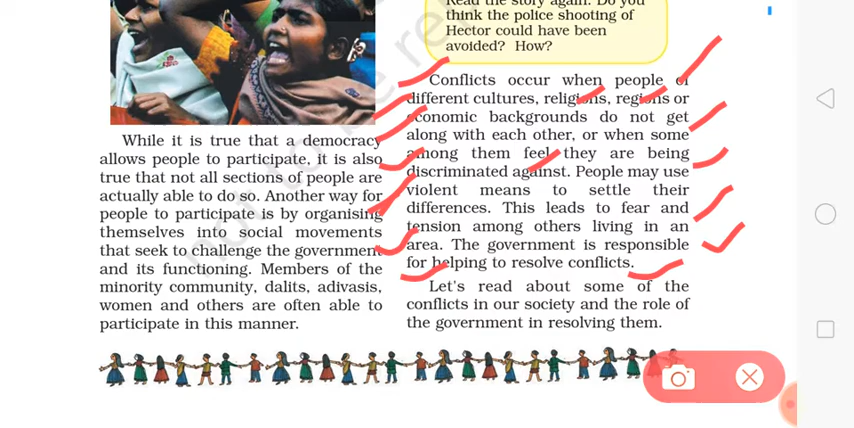 Read the story again. Do you
think the police shooting of
Hector could have been
avoided? How?
While it is true that a democracy
allows people to participate, it is also
true that not all sections of people are
actually able to do so. Another way for
people to participate is by organising
themselves into social movements
that seek to challenge the government
and its functioning. Members of the
minority community, dalits, adivasis,
women and others are often able to
participate in this manner.
Conflicts occur when people of
different cultures, religions, regions or
economic backgrounds do not get
along with each other, or when some
among them feel they are being
discriminated against. People may use
violent means to settle their
differences. This leads to fear and
tension among others living in an
area. The government is responsible
for helping to resolve conflicts.
Let's read about some of the
conflicts in our society and the role of
the government in resolving them.
not to be re